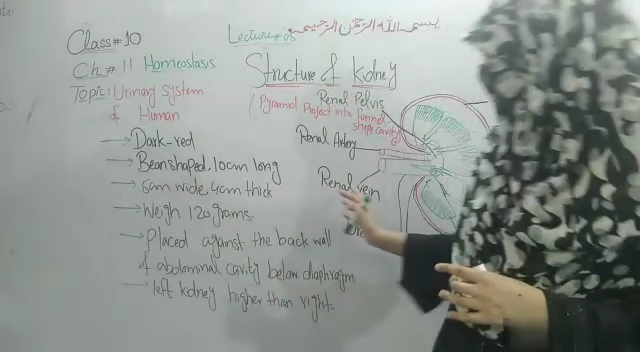 Class#10
Lecture#05
بسم الله الرحمن الرحيم
Ch.#11 Homeostasis
Structure of Kidney
Topic: Urinary System
of Human
Renal Pelvis
(Pyramid Project into funnel
shape cavity)
Renal Artery
Renal vein
→ Dark-red
→ Bean shaped, 10cm long
→ 5cm wide, 4cm thick
→ Weigh 120 grams.
→ Placed against the back wall
of abdominal cavity below diaphragm
→ left kidney higher than right.